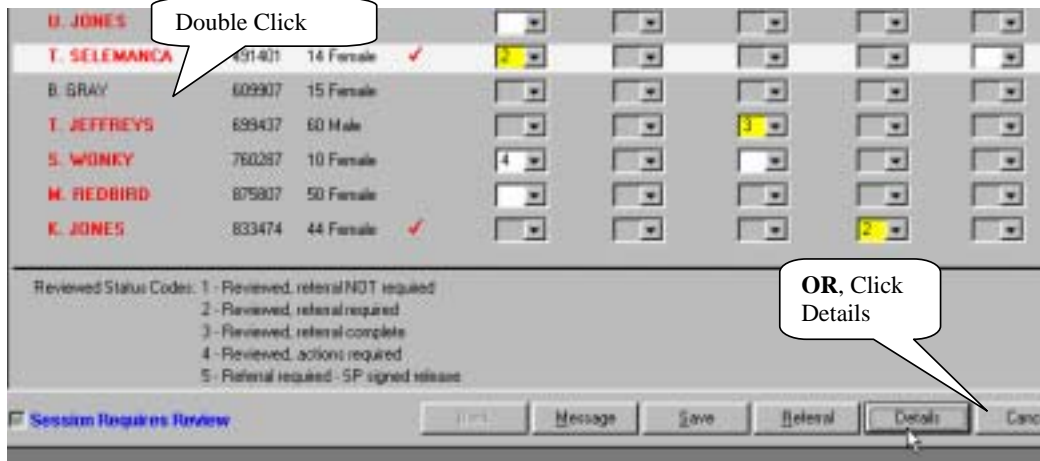 U. JONES
Double Click
T. SELEMANCA 491401 14 Female ✓ 2
B. GRAY 609907 15 Female
T. JEFFREYS 699437 60 Male 3
S. WONKY 760287 10 Female 4
M. REDBIRD 875807 50 Female
K. JONES 833474 44 Female ✓ 2
Reviewed Status Codes: 1 - Reviewed, referral NOT required
2 - Reviewed, referral required
3 - Reviewed, referral complete
4 - Reviewed, actions required
5 - Referral required - SP signed release
OR, Click
Details
Session Requires Review
Message Save Referral Details Canc